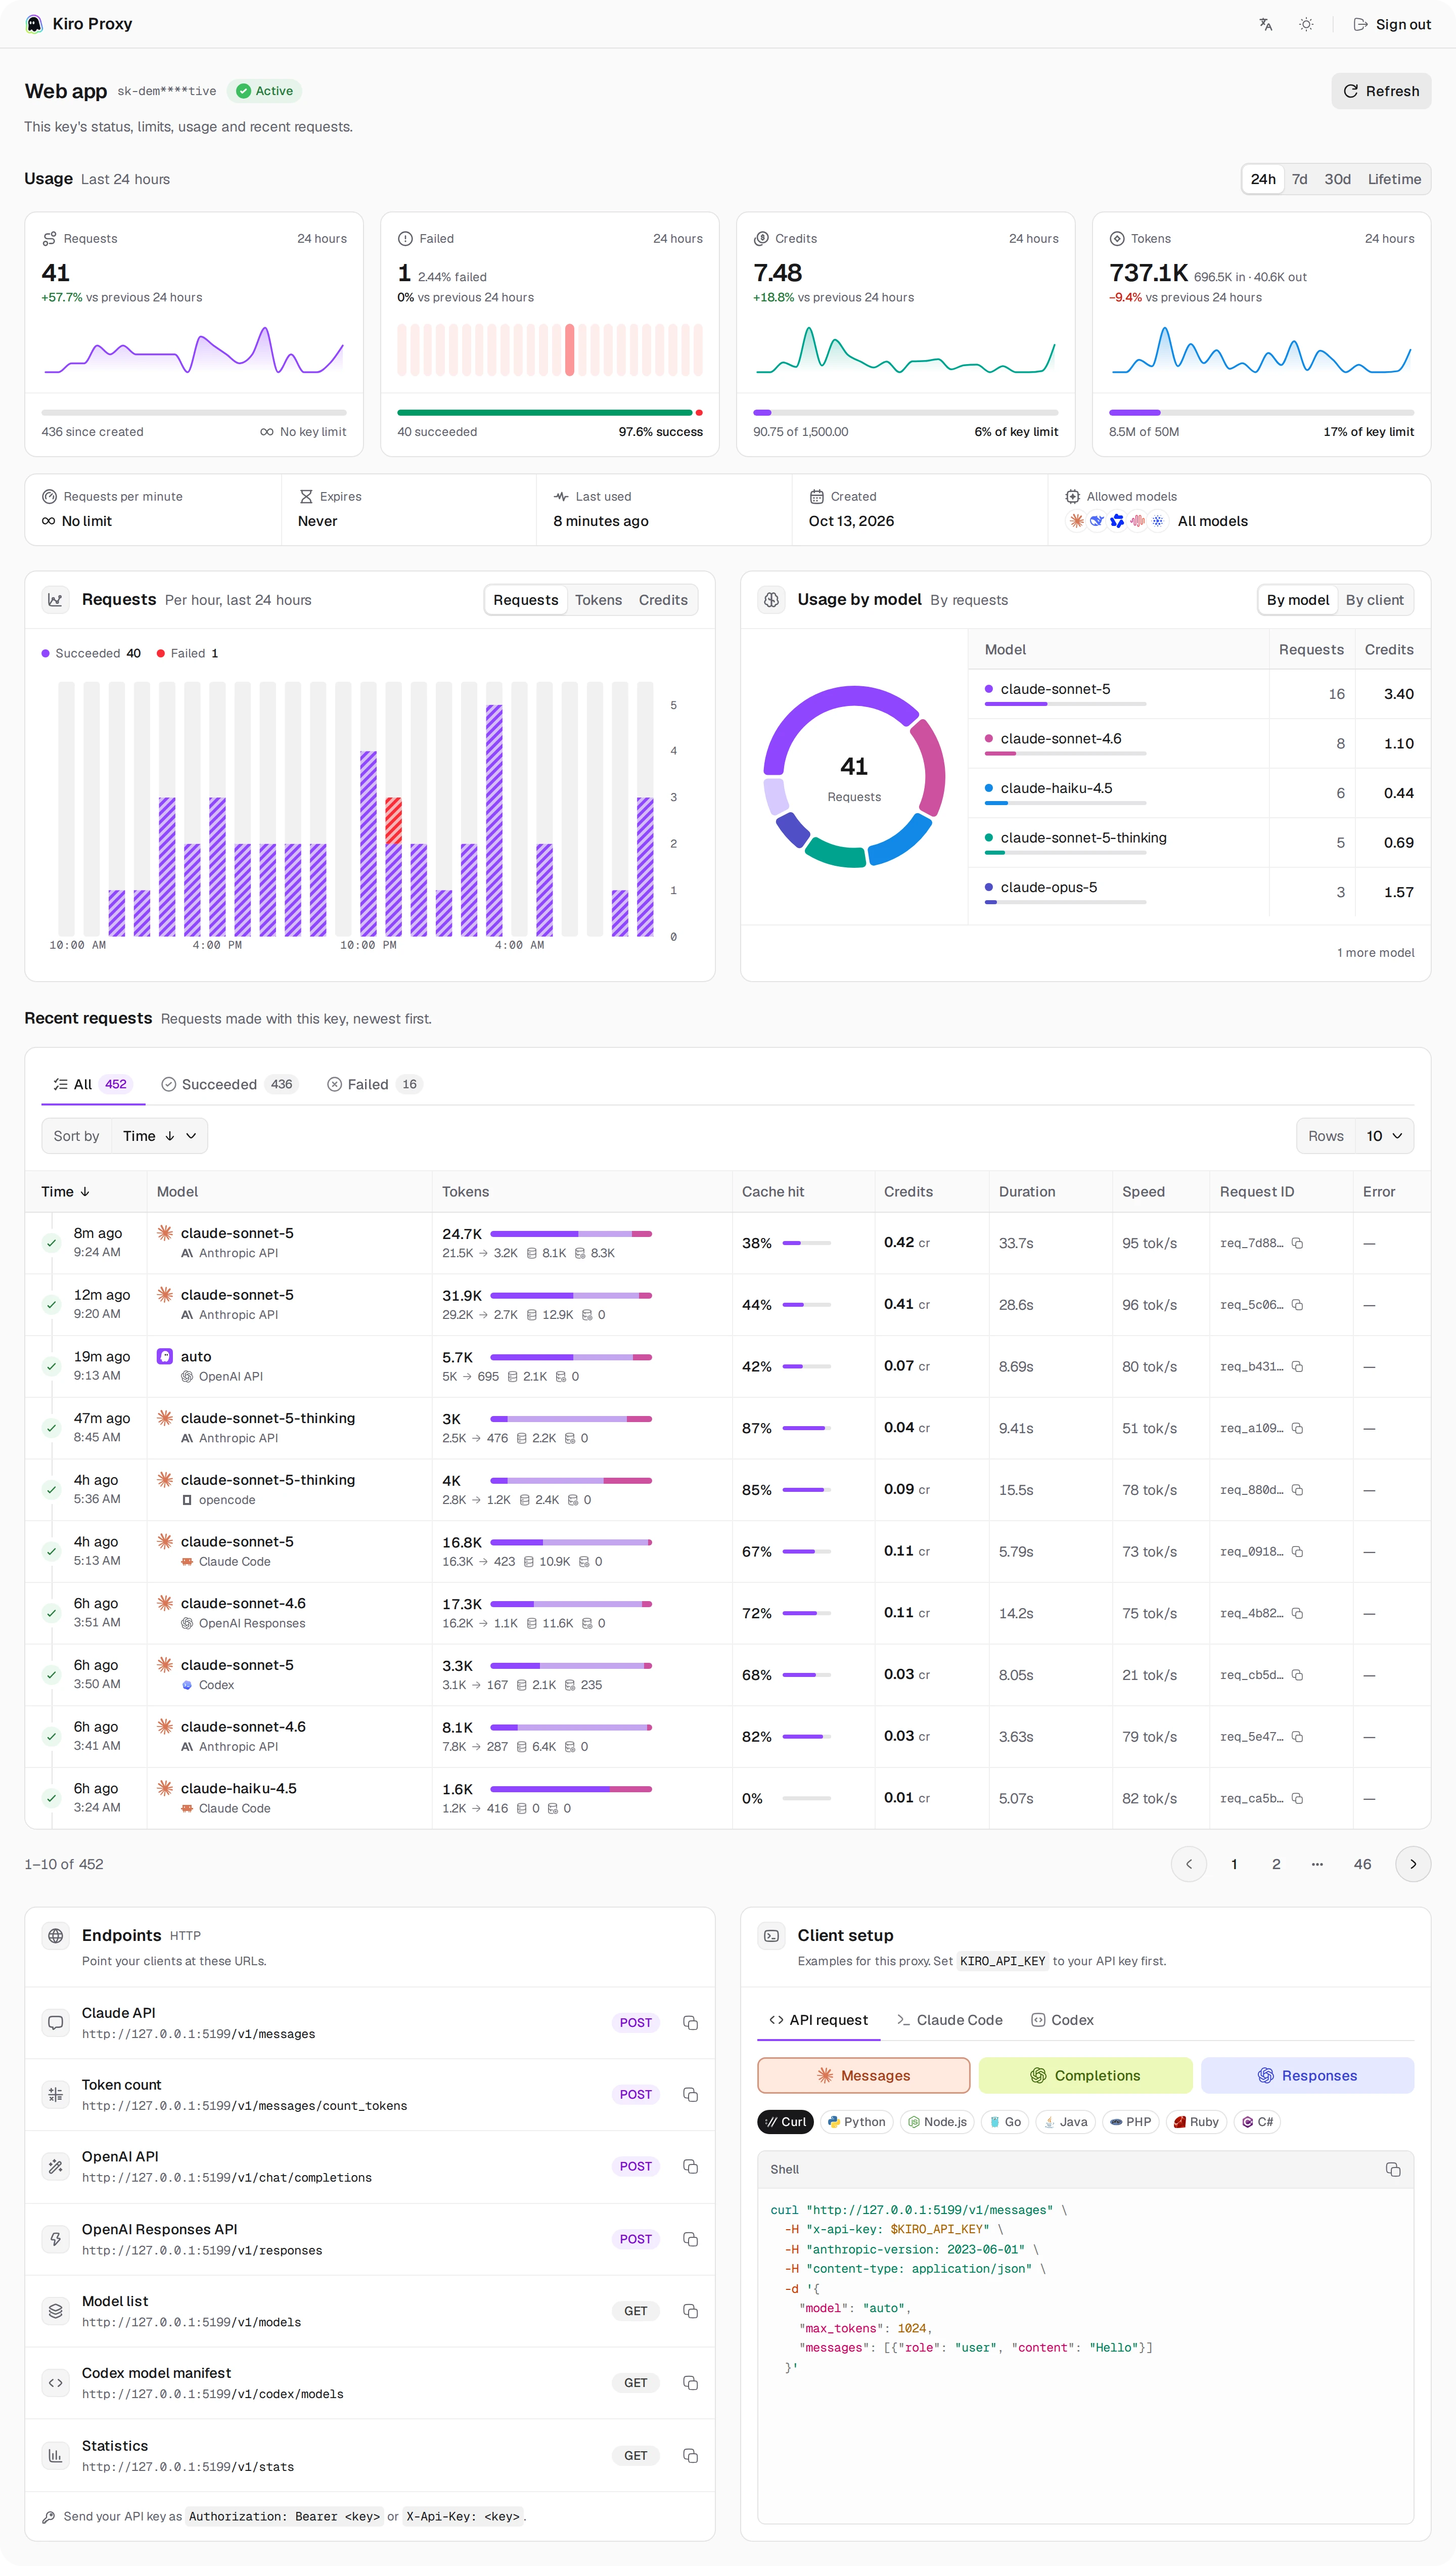 Kiro Proxy
Sign out
Web app sk-dem****tive Active
Refresh
This key's status, limits, usage and recent requests.
Usage Last 24 hours
24h 7d 30d Lifetime
Requests 24 hours
41
+57.7% vs previous 24 hours
436 since created No key limit
Failed 24 hours
1 2.44% failed
0% vs previous 24 hours
40 succeeded 97.6% success
Credits 24 hours
7.48
+18.8% vs previous 24 hours
90.75 of 1,500.00 6% of key limit
Tokens 24 hours
737.1K 696.5K in · 40.6K out
−9.4% vs previous 24 hours
8.5M of 50M 17% of key limit
Requests per minute
∞ No limit
Expires
Never
Last used
8 minutes ago
Created
Oct 13, 2026
Allowed models
All models
Requests Per hour, last 24 hours
Requests Tokens Credits
Succeeded 40 Failed 1
5
4
3
2
1
0
10:00 AM 4:00 PM 10:00 PM 4:00 AM
Usage by model By requests
By model By client
41
Requests
Model Requests Credits
claude-sonnet-5 16 3.40
claude-sonnet-4.6 8 1.10
claude-haiku-4.5 6 0.44
claude-sonnet-5-thinking 5 0.69
claude-opus-5 3 1.57
1 more model
Recent requests Requests made with this key, newest first.
All 452 Succeeded 436 Failed 16
Sort by Time ↓
Rows 10
Time ↓ Model Tokens Cache hit Credits Duration Speed Request ID Error
8m ago claude-sonnet-5 24.7K
9:24 AM Anthropic API 21.5K → 3.2K 8.1K 8.3K
38% 0.42 cr 33.7s 95 tok/s req_7d88… —
12m ago claude-sonnet-5 31.9K
9:20 AM Anthropic API 29.2K → 2.7K 12.9K 0
44% 0.41 cr 28.6s 96 tok/s req_5c06… —
19m ago auto 5.7K
9:13 AM OpenAI API 5K → 695 2.1K 0
42% 0.07 cr 8.69s 80 tok/s req_b431… —
47m ago claude-sonnet-5-thinking 3K
8:45 AM Anthropic API 2.5K → 476 2.2K 0
87% 0.04 cr 9.41s 51 tok/s req_a109… —
4h ago claude-sonnet-5-thinking 4K
5:36 AM opencode 2.8K → 1.2K 2.4K 0
85% 0.09 cr 15.5s 78 tok/s req_880d… —
4h ago claude-sonnet-5 16.8K
5:13 AM Claude Code 16.3K → 423 10.9K 0
67% 0.11 cr 5.79s 73 tok/s req_0918… —
6h ago claude-sonnet-4.6 17.3K
3:51 AM OpenAI Responses 16.2K → 1.1K 11.6K 0
72% 0.11 cr 14.2s 75 tok/s req_4b82… —
6h ago claude-sonnet-5 3.3K
3:50 AM Codex 3.1K → 167 2.1K 235
68% 0.03 cr 8.05s 21 tok/s req_cb5d… —
6h ago claude-sonnet-4.6 8.1K
3:41 AM Anthropic API 7.8K → 287 6.4K 0
82% 0.03 cr 3.63s 79 tok/s req_5e47… —
6h ago claude-haiku-4.5 1.6K
3:24 AM Claude Code 1.2K → 416 0 0
0% 0.01 cr 5.07s 82 tok/s req_ca5b… —
1–10 of 452
1 2 ··· 46
Endpoints HTTP
Point your clients at these URLs.
Claude API
http://127.0.0.1:5199/v1/messages
POST
Token count
http://127.0.0.1:5199/v1/messages/count_tokens
POST
OpenAI API
http://127.0.0.1:5199/v1/chat/completions
POST
OpenAI Responses API
http://127.0.0.1:5199/v1/responses
POST
Model list
http://127.0.0.1:5199/v1/models
GET
Codex model manifest
http://127.0.0.1:5199/v1/codex/models
GET
Statistics
http://127.0.0.1:5199/v1/stats
GET
Send your API key as Authorization: Bearer <key> or X-Api-Key: <key>.
Client setup
Examples for this proxy. Set KIRO_API_KEY to your API key first.
API request Claude Code Codex
Messages Completions Responses
Curl Python Node.js Go Java PHP Ruby C#
Shell
curl "http://127.0.0.1:5199/v1/messages" \
-H "x-api-key: $KIRO_API_KEY" \
-H "anthropic-version: 2023-06-01" \
-H "content-type: application/json" \
-d '{
"model": "auto",
"max_tokens": 1024,
"messages": [{"role": "user", "content": "Hello"}]
}'